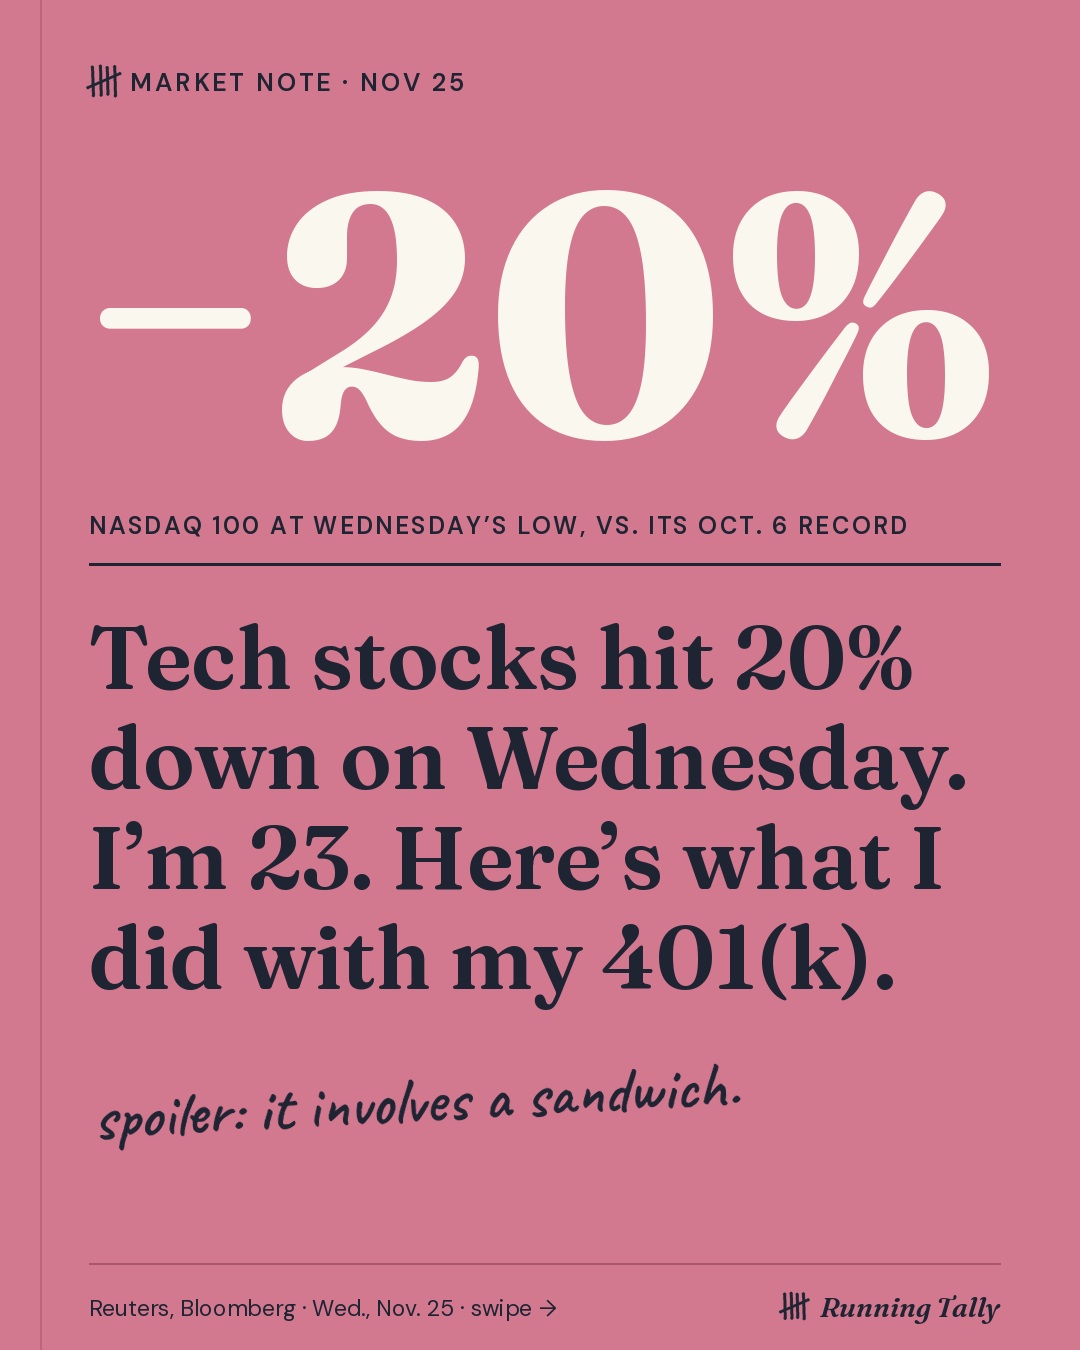 MARKET NOTE · NOV 25
–20%
NASDAQ 100 AT WEDNESDAY’S LOW, VS. ITS OCT. 6 RECORD
Tech stocks hit 20%
down on Wednesday.
I’m 23. Here’s what I
did with my 401(k).
spoiler: it involves a sandwich.
Reuters, Bloomberg · Wed., Nov. 25 · swipe →
Running Tally